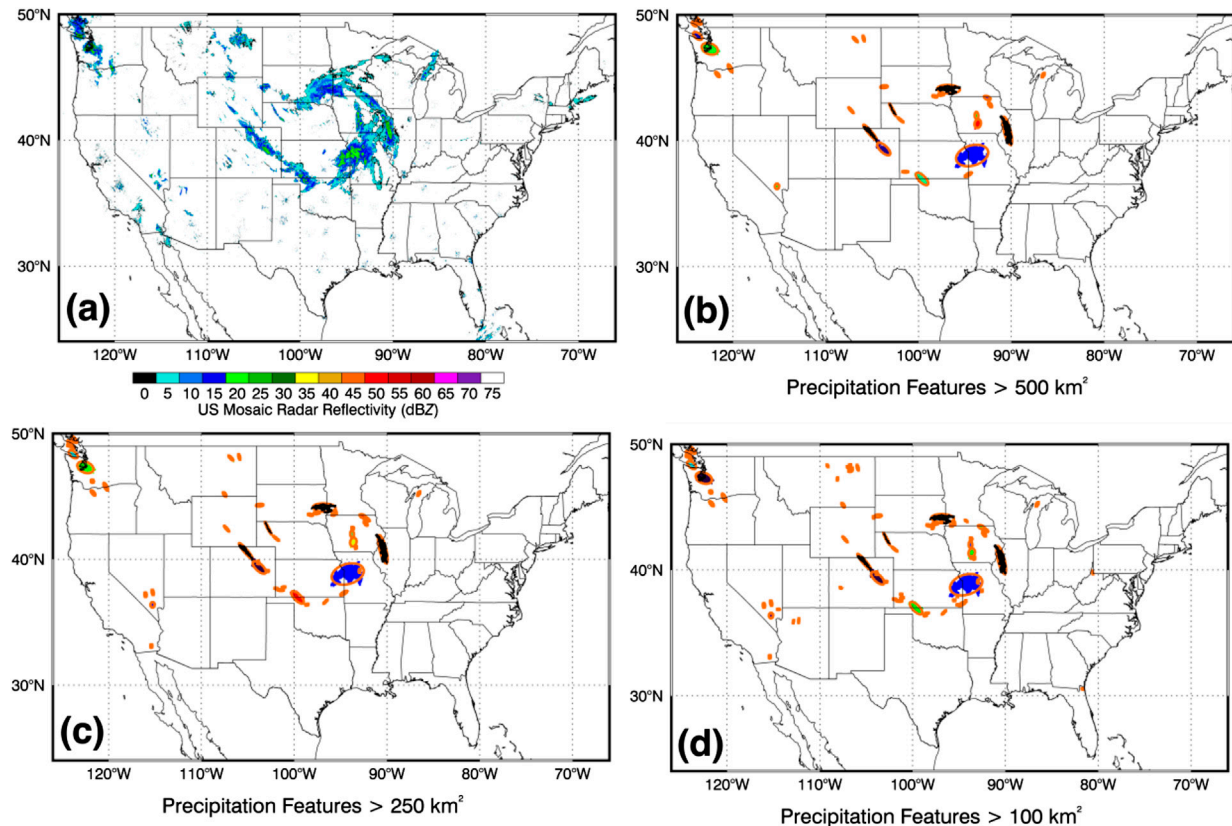 50°N
40°N
30°N
(a)
120°W 110°W 100°W 90°W 80°W 70°W
0 5 10 15 20 25 30 35 40 45 50 55 60 65 70 75
US Mosaic Radar Reflectivity (dBZ)
50°N
40°N
30°N
(b)
120°W 110°W 100°W 90°W 80°W 70°W
Precipitation Features > 500 km²
50°N
40°N
30°N
(c)
120°W 110°W 100°W 90°W 80°W 70°W
Precipitation Features > 250 km²
50°N
40°N
30°N
(d)
120°W 110°W 100°W 90°W 80°W 70°W
Precipitation Features > 100 km²